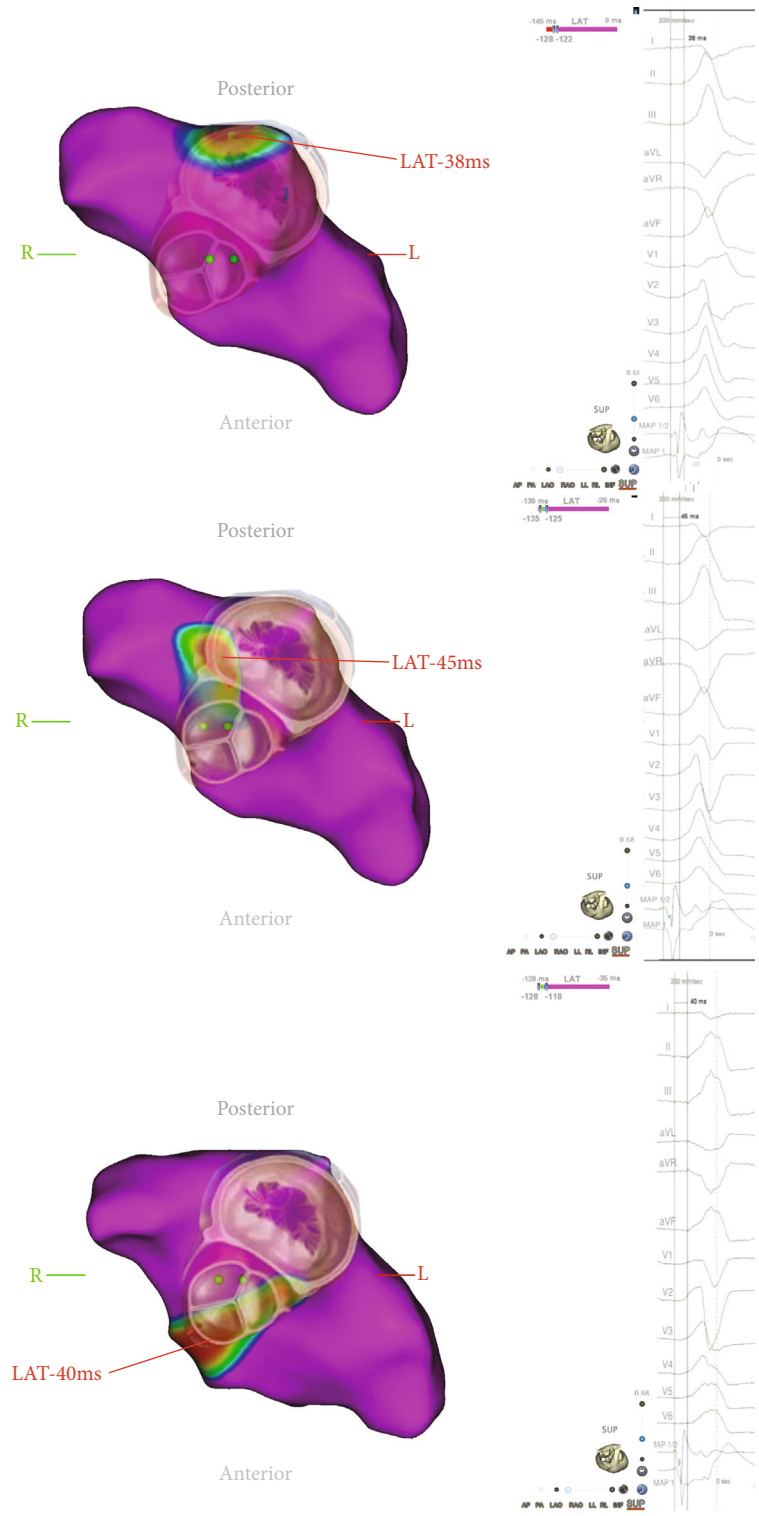 -145 ms LAT 9 ms
-128 -122
200 mm/sec
38 ms
I
II
III
aVL
aVR
aVF
V1
V2
V3
V4
V5
V6
MAP 1/2
MAP 1
0 sec
Posterior
LAT-38ms
R
L
Anterior
SUP
AP PA LAO RAO LL RL INF SUP
-139 ms LAT -26 ms
-135 -125
200 mm/sec
45 ms
I
II
III
aVL
aVR
aVF
V1
V2
V3
V4
V5
V6
MAP 1/2
MAP 1
0 sec
Posterior
LAT-45ms
R
L
Anterior
0.68
SUP
AP PA LAO RAO LL RL INF SUP
-128 ms LAT -35 ms
-128 -118
200 mm/sec
40 ms
I
II
III
aVL
aVR
aVF
V1
V2
V3
V4
V5
V6
MAP 1/2
MAP 1
0 sec
Posterior
R
L
LAT-40ms
Anterior
0.68
SUP
AP PA LAO RAO LL RL INF SUP